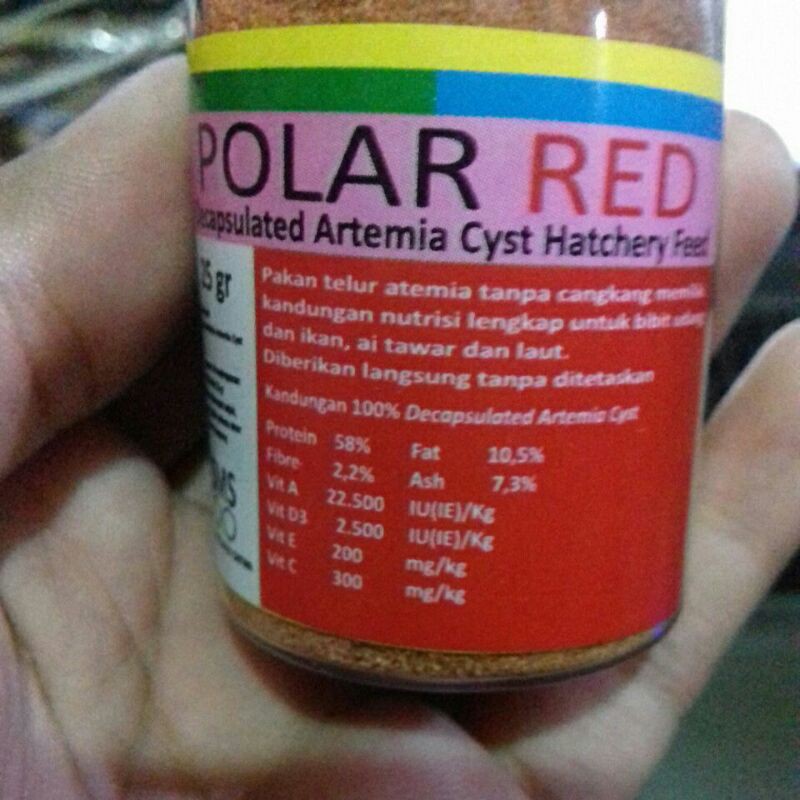 POLAR RED
Decapsulated Artemia Cyst Hatchery Feed
25 gr
Pakan telur atemia tanpa cangkang memiliki
kandungan nutrisi lengkap untuk bibit udang
dan ikan, ai tawar dan laut.
Diberikan langsung tanpa ditetaskan
Kandungan 100% Decapsulated Artemia Cyst
Protein 58% Fat 10,5%
Fibre 2,2% Ash 7,3%
Vit A 22.500 IU(IE)/Kg
Vit D3 2.500 IU(IE)/Kg
Vit E 200 mg/kg
Vit C 300 mg/kg